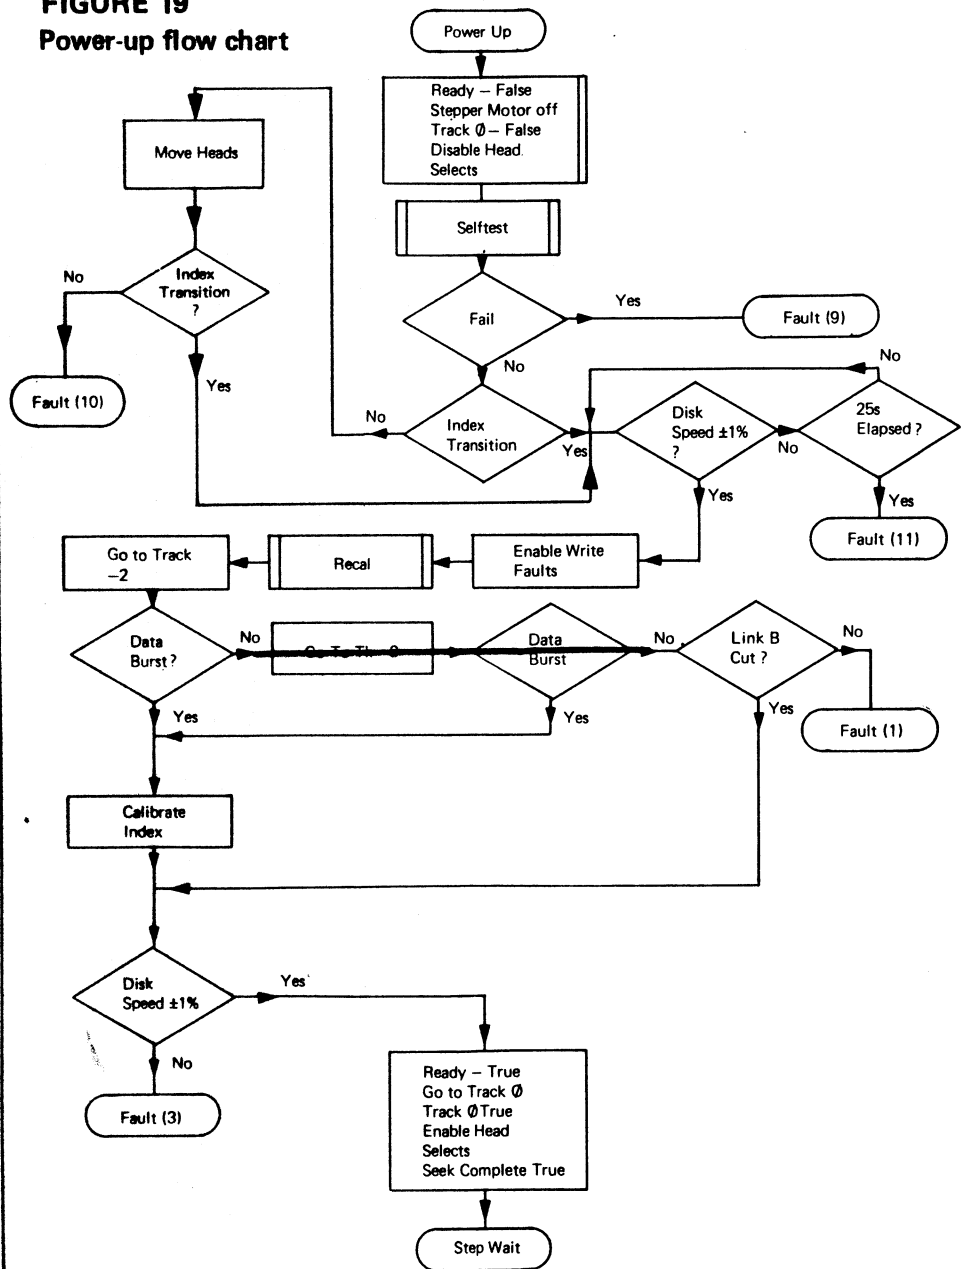 FIGURE 19
Power-up flow chart
Power Up
Ready – False
Stepper Motor off
Track Ø – False
Disable Head
Selects
Move Heads
Selftest
Index
Transition
?
No
Yes
Fault (10)
Fail
Yes
Fault (9)
No
Index
Transition
No
Yes
Disk
Speed ±1%
?
No
Yes
25s
Elapsed ?
No
Yes
Fault (11)
Enable Write
Faults
Recal
Go to Track
–2
Data
Burst ?
No
Yes
Data
Burst
No
Yes
Link B
Cut ?
No
Yes
Fault (1)
Calibrate
Index
Disk
Speed ±1%
Yes
No
Fault (3)
Ready – True
Go to Track Ø
Track Ø True
Enable Head
Selects
Seek Complete True
Step Wait